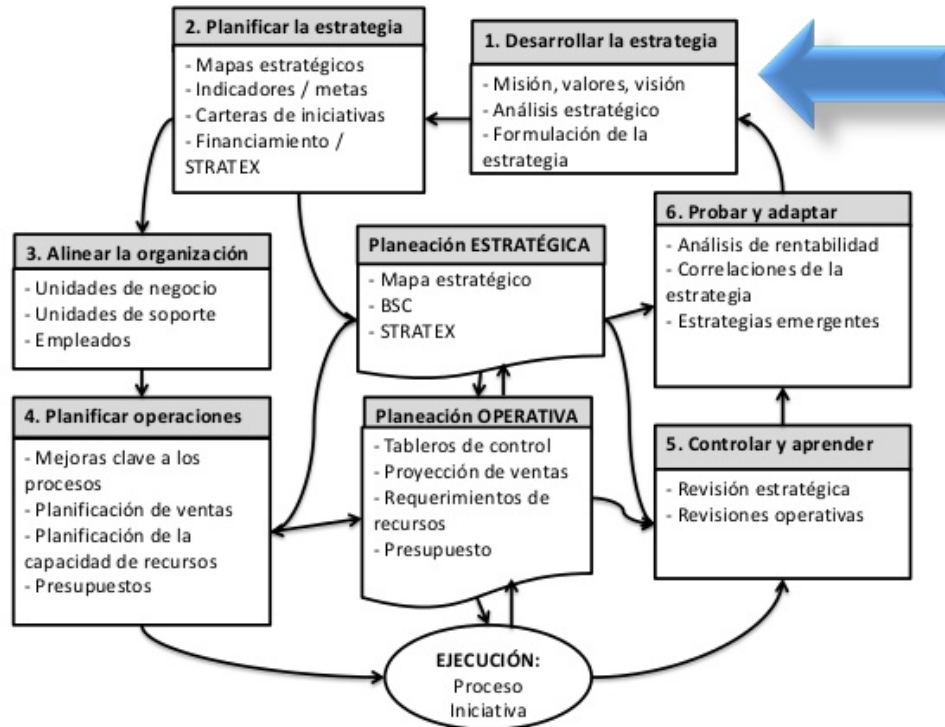 2. Planificar la estrategia
- Mapas estratégicos
- Indicadores / metas
- Carteras de iniciativas
- Financiamiento /
STRATEX
1. Desarrollar la estrategia
- Misión, valores, visión
- Análisis estratégico
- Formulación de la
estrategia
3. Alinear la organización
- Unidades de negocio
- Unidades de soporte
- Empleados
Planeación ESTRATÉGICA
- Mapa estratégico
- BSC
- STRATEX
6. Probar y adaptar
- Análisis de rentabilidad
- Correlaciones de la
estrategia
- Estrategias emergentes
4. Planificar operaciones
- Mejoras clave a los
procesos
- Planificación de ventas
- Planificación de la
capacidad de recursos
- Presupuestos
Planeación OPERATIVA
- Tableros de control
- Proyección de ventas
- Requerimientos de
recursos
- Presupuesto
5. Controlar y aprender
- Revisión estratégica
- Revisiones operativas
EJECUCIÓN:
Proceso
Iniciativa